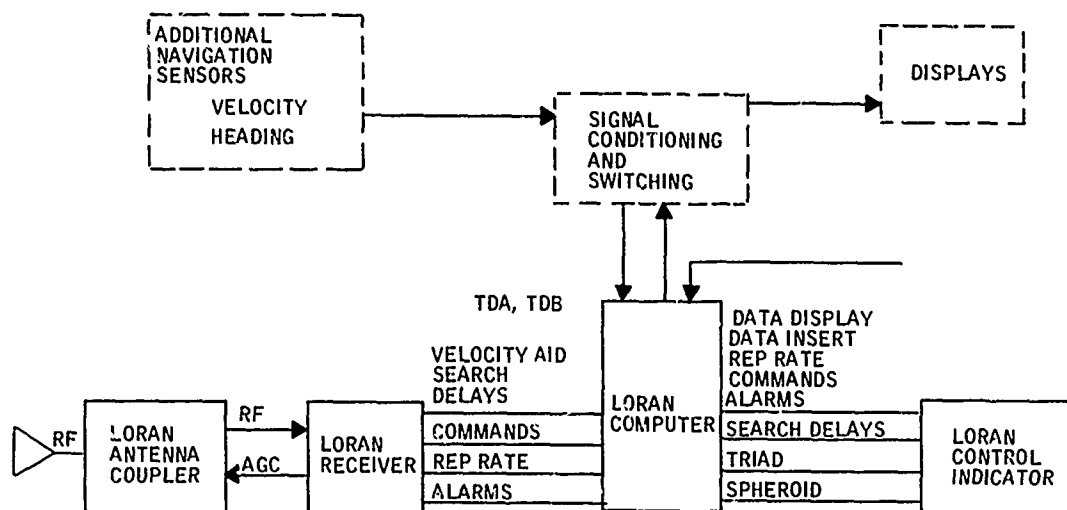 ADDITIONAL
NAVIGATION
SENSORS
VELOCITY
HEADING
SIGNAL
CONDITIONING
AND
SWITCHING
DISPLAYS
TDA, TDB
VELOCITY AID
SEARCH
DELAYS
COMMANDS
REP RATE
ALARMS
DATA DISPLAY
DATA INSERT
REP RATE
COMMANDS
ALARMS
SEARCH DELAYS
TRIAD
SPHEROID
RF
LORAN
ANTENNA
COUPLER
RF
AGC
LORAN
RECEIVER
LORAN
COMPUTER
LORAN
CONTROL
INDICATOR